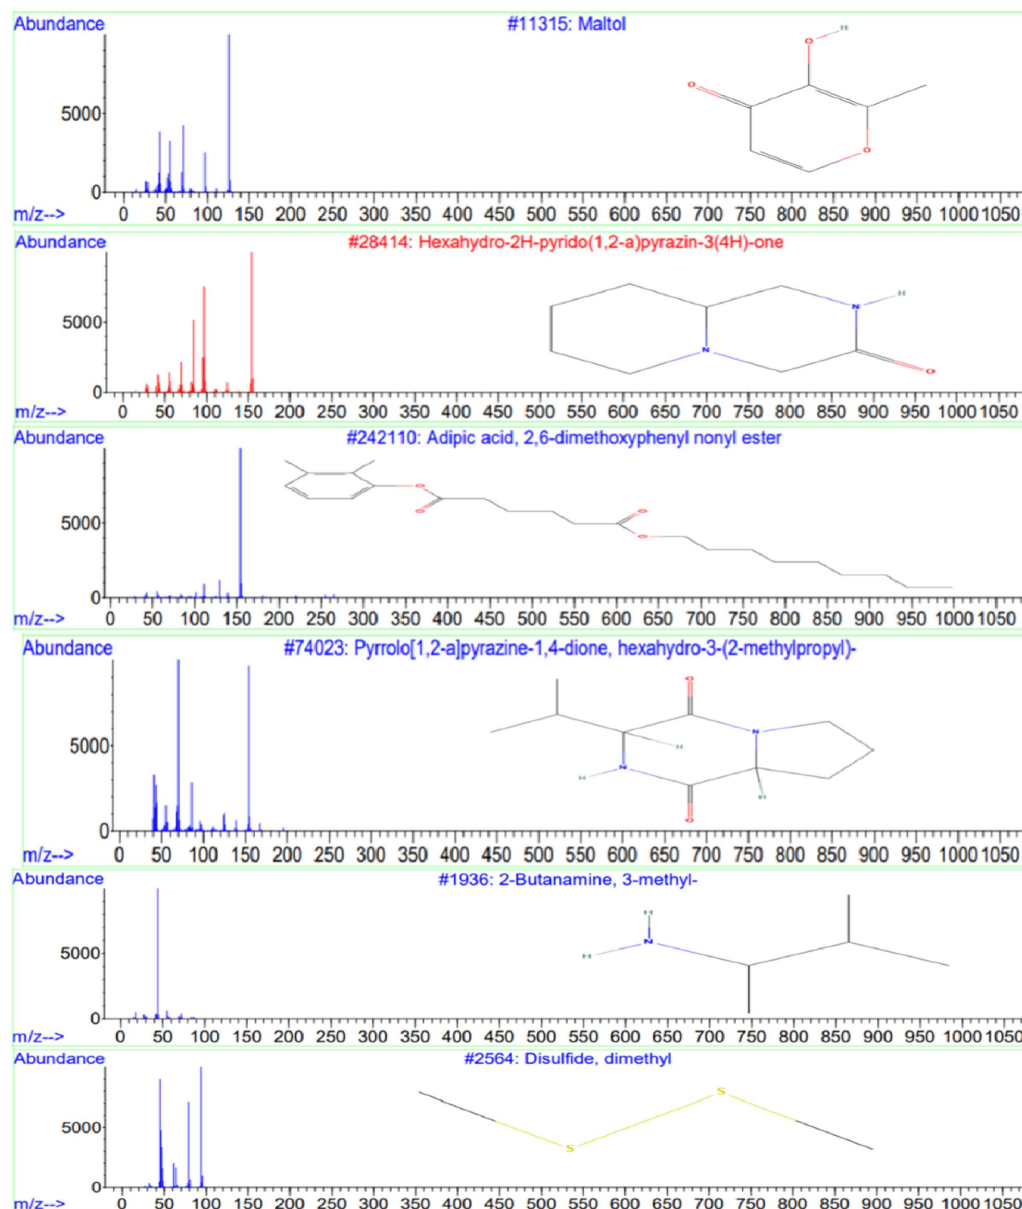 Abundance
#11315: Maltol
H
O
O
O
5000
0
0 50 100 150 200 250 300 350 400 450 500 550 600 650 700 750 800 850 900 950 1000 1050
m/z-->
Abundance
#28414: Hexahydro-2H-pyrido(1,2-a)pyrazin-3(4H)-one
N H
N
O
5000
0
0 50 100 150 200 250 300 350 400 450 500 550 600 650 700 750 800 850 900 950 1000 1050
m/z-->
Abundance
#242110: Adipic acid, 2,6-dimethoxyphenyl nonyl ester
O O
O O
5000
0
0 50 100 150 200 250 300 350 400 450 500 550 600 650 700 750 800 850 900 950 1000 1050
m/z-->
Abundance
#74023: Pyrrolo[1,2-a]pyrazine-1,4-dione, hexahydro-3-(2-methylpropyl)-
O
N
H
H N
H
O
5000
0
0 50 100 150 200 250 300 350 400 450 500 550 600 650 700 750 800 850 900 950 1000 1050
m/z-->
Abundance
#1936: 2-Butanamine, 3-methyl-
H
N
H
5000
0
0 50 100 150 200 250 300 350 400 450 500 550 600 650 700 750 800 850 900 950 1000 1050
m/z-->
Abundance
#2564: Disulfide, dimethyl
S
S
5000
0
0 50 100 150 200 250 300 350 400 450 500 550 600 650 700 750 800 850 900 950 1000 1050
m/z-->